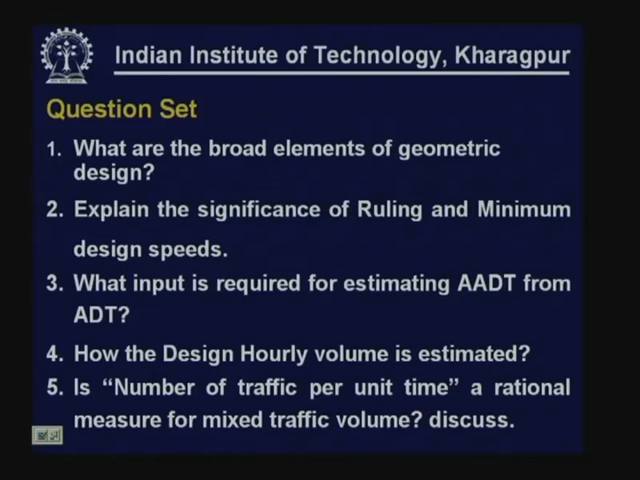 Indian Institute of Technology, Kharagpur
Question Set
1. What are the broad elements of geometric
design?
2. Explain the significance of Ruling and Minimum
design speeds.
3. What input is required for estimating AADT from
ADT?
4. How the Design Hourly volume is estimated?
5. Is “Number of traffic per unit time” a rational
measure for mixed traffic volume? discuss.